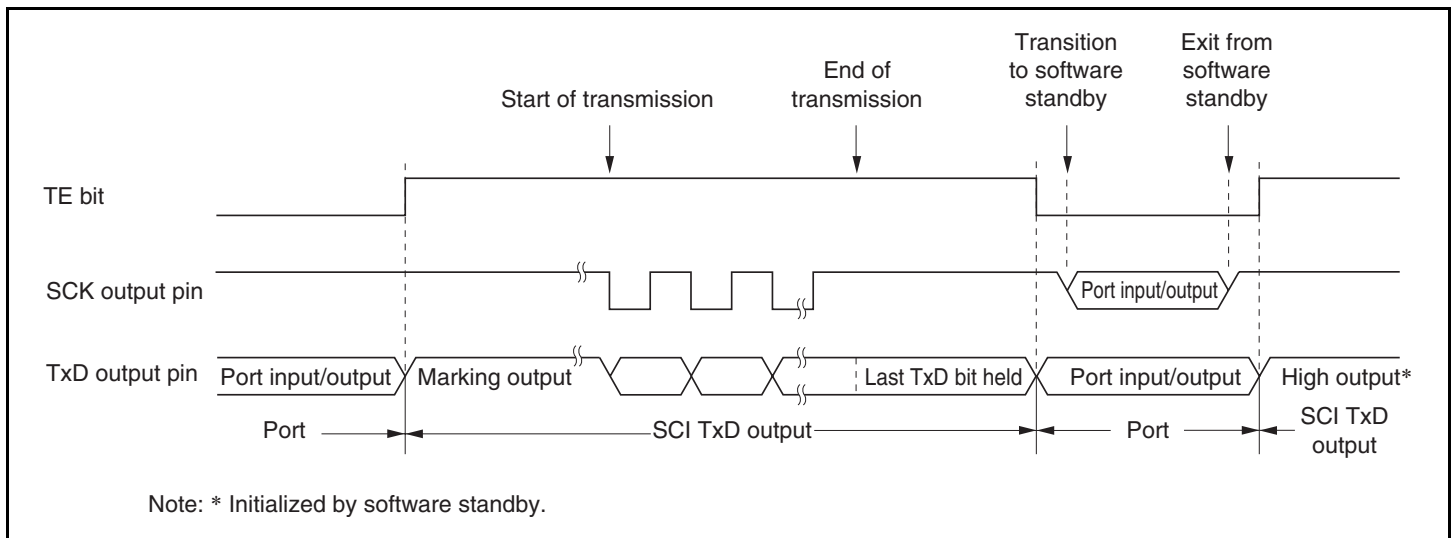 Transition
to software
standby
Exit from
software
standby
End of
transmission
Start of transmission
TE bit
SCK output pin
Port input/output
TxD output pin
Port input/output
Marking output
Last TxD bit held
Port input/output
High output*
Port
SCI TxD output
Port
SCI TxD
output
Note: * Initialized by software standby.